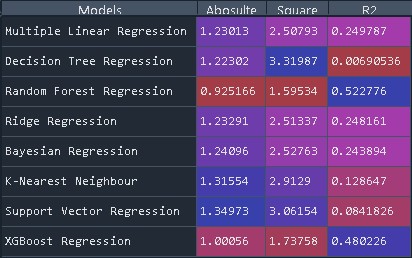 Models Abosulte Square R2
Multiple Linear Regression 1.23013 2.50793 0.249787
Decision Tree Regression 1.22302 3.31987 0.00690536
Random Forest Regression 0.925166 1.59534 0.522776
Ridge Regression 1.23291 2.51337 0.248161
Bayesian Regression 1.24096 2.52763 0.243894
K-Nearest Neighbour 1.31554 2.9129 0.128647
Support Vector Regression 1.34973 3.06154 0.0841826
XGBoost Regression 1.00056 1.73758 0.480226